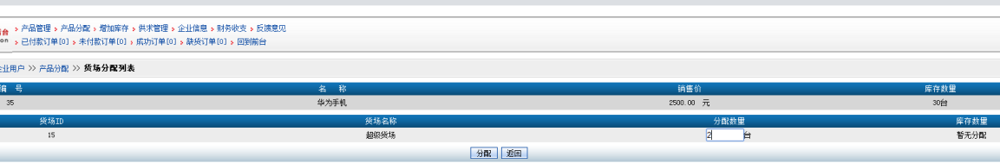 台 › 产品管理 › 产品分配 › 增加库存 › 供求管理 › 企业信息 › 财务收支 › 反馈意见
on › 已付款订单[0] › 未付款订单[0] › 成功订单[0] › 缺货订单[0] › 回到前台
企业用户 >> 产品分配 >> 货场分配列表
编 号 名 称 销售价 库存数量
35 华为手机 2500.00 元 30台
货场ID 货场名称 分配数量 库存数量
15 超级货场 2 台 暂无分配
分配 返回